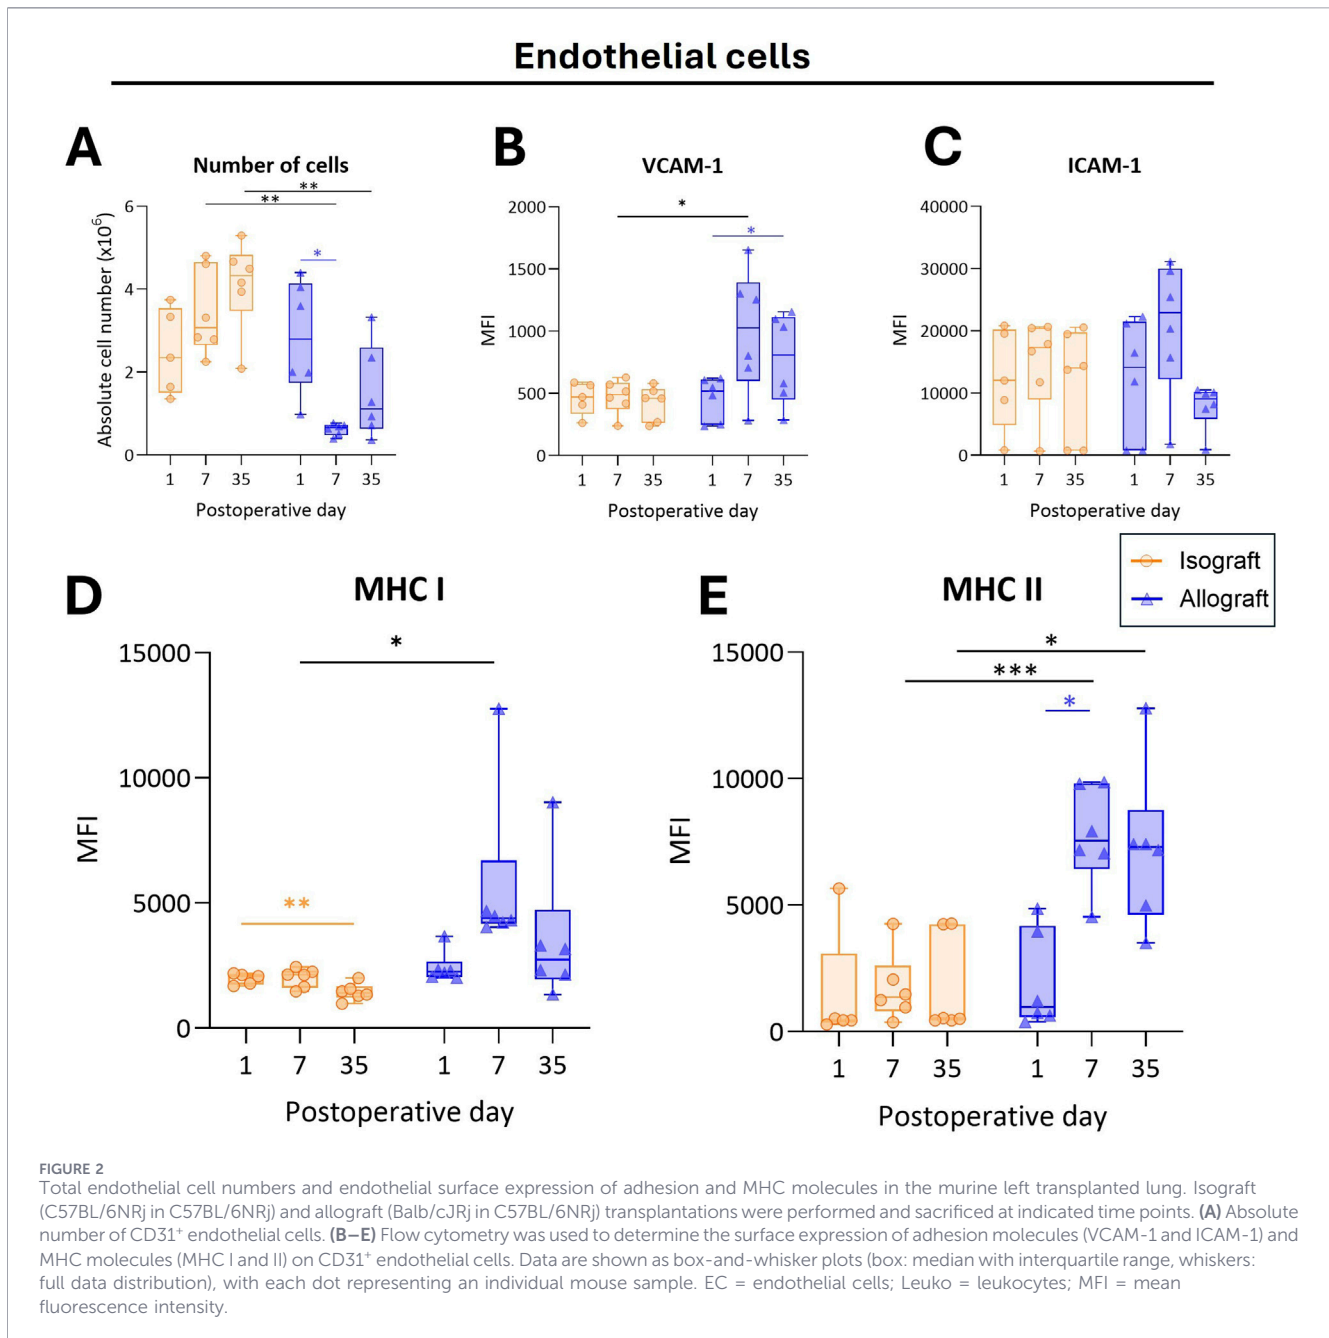 Endothelial cells
A
Number of cells
**
**
*
Absolute cell number (x10⁶)
6
4
2
0
1 7 35 1 7 35
Postoperative day
B
VCAM-1
*
*
MFI
2000
1500
1000
500
0
1 7 35 1 7 35
Postoperative day
C
ICAM-1
MFI
40000
30000
20000
10000
0
1 7 35 1 7 35
Postoperative day
Isograft
Allograft
D
MHC I
*
**
MFI
15000
10000
5000
0
1 7 35 1 7 35
Postoperative day
E
MHC II
*
***
*
MFI
15000
10000
5000
0
1 7 35 1 7 35
Postoperative day
FIGURE 2
Total endothelial cell numbers and endothelial surface expression of adhesion and MHC molecules in the murine left transplanted lung. Isograft
(C57BL/6NRj in C57BL/6NRj) and allograft (Balb/cJRj in C57BL/6NRj) transplantations were performed and sacrificed at indicated time points. (A) Absolute
number of CD31⁺ endothelial cells. (B–E) Flow cytometry was used to determine the surface expression of adhesion molecules (VCAM-1 and ICAM-1) and
MHC molecules (MHC I and II) on CD31⁺ endothelial cells. Data are shown as box-and-whisker plots (box: median with interquartile range, whiskers:
full data distribution), with each dot representing an individual mouse sample. EC = endothelial cells; Leuko = leukocytes; MFI = mean
fluorescence intensity.